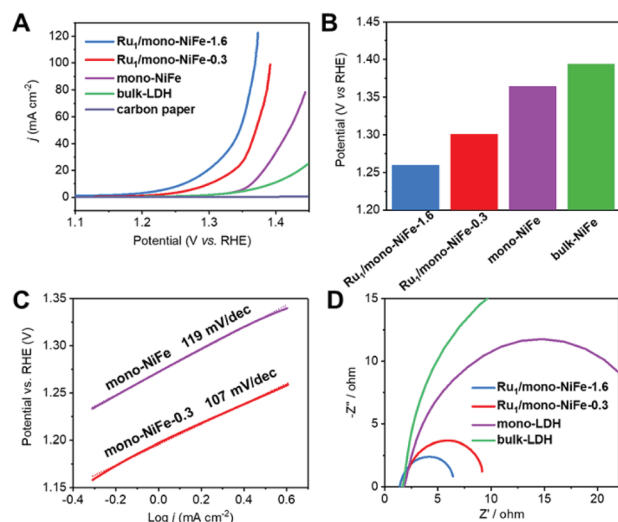 A
Ru1/mono-NiFe-1.6
Ru1/mono-NiFe-0.3
mono-NiFe
bulk-LDH
carbon paper
j (mA cm-2)
120
100
80
60
40
20
0
1.1 1.2 1.3 1.4
Potential (V vs. RHE)
B
Potential (V vs RHE)
1.45
1.40
1.35
1.30
1.25
1.20
Ru1/mono-NiFe-1.6
Ru1/mono-NiFe-0.3
mono-NiFe
bulk-NiFe
C
Potential vs. RHE (V)
1.35
1.30
1.25
1.20
1.15
mono-NiFe 119 mV/dec
mono-NiFe-0.3 107 mV/dec
-0.4 -0.2 0.0 0.2 0.4 0.6
Log j (mA cm-2)
D
-Z'' / ohm
15
10
5
0
Ru1/mono-NiFe-1.6
Ru1/mono-NiFe-0.3
mono-LDH
bulk-LDH
0 5 10 15 20
Z' / ohm